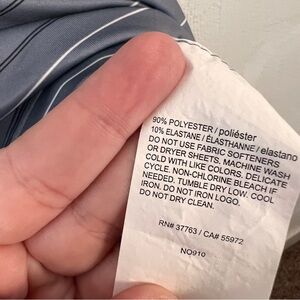 90% POLYESTER / poliéster
10% ELASTANE / ÉLASTHANNE / elastano
DO NOT USE FABRIC SOFTENERS
OR DRYER SHEETS. MACHINE WASH
COLD WITH LIKE COLORS. DELICATE
CYCLE. NON-CHLORINE BLEACH IF
NEEDED. TUMBLE DRY LOW. COOL
IRON. DO NOT IRON LOGO.
DO NOT DRY CLEAN.
RN# 37763 / CA# 55972
NO910